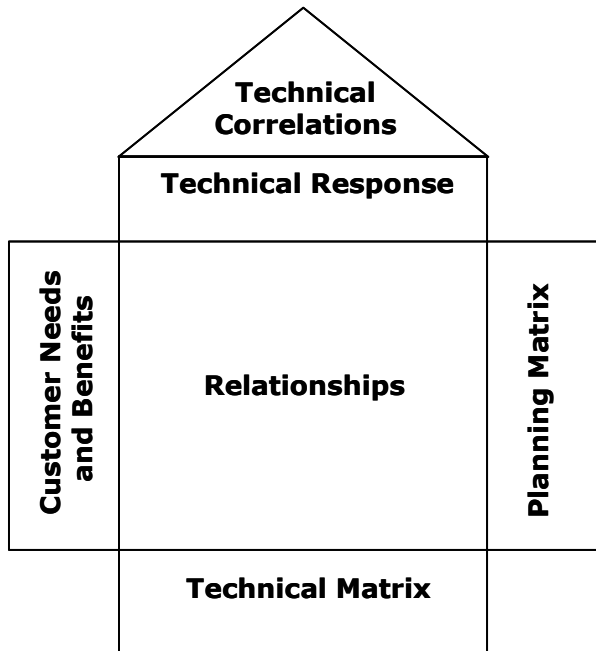 Technical
Correlations
Technical Response
Customer Needs
and Benefits
Relationships
Planning Matrix
Technical Matrix